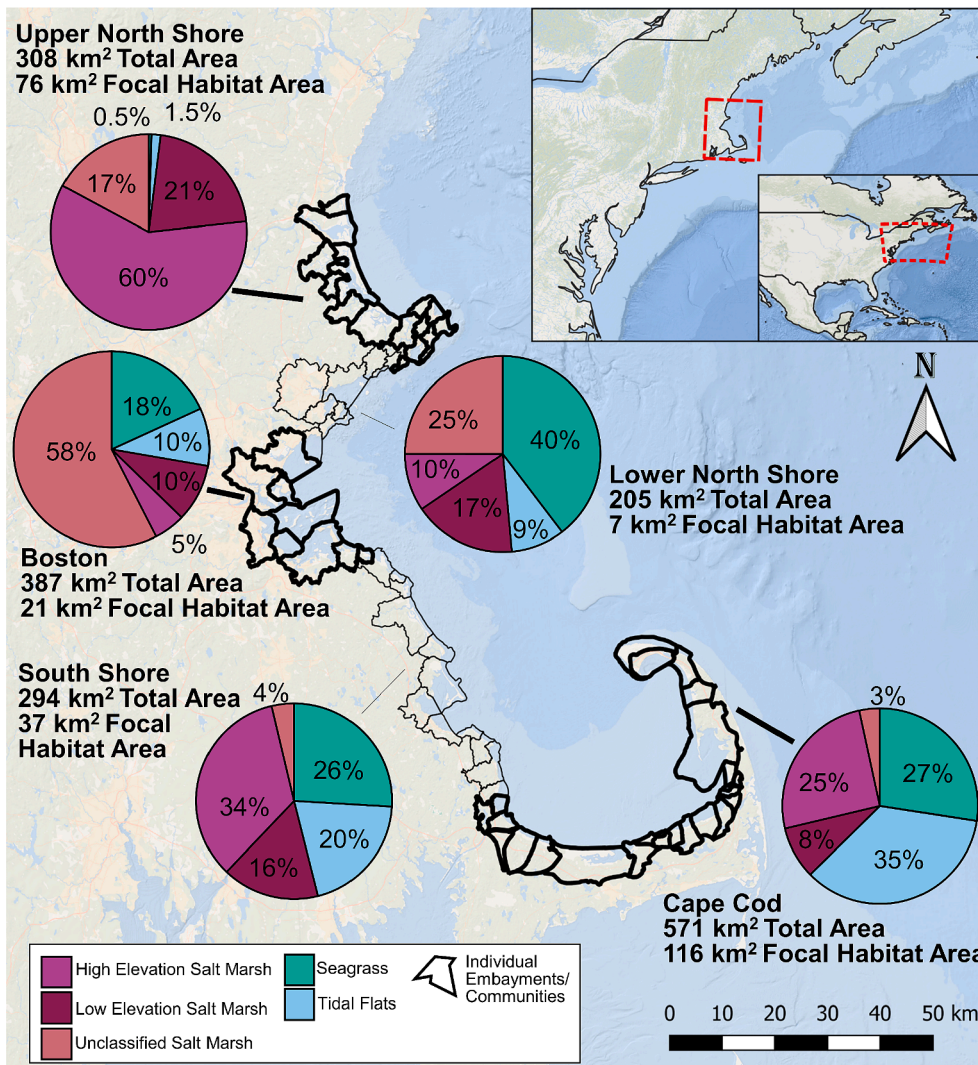 Upper North Shore
308 km² Total Area
76 km² Focal Habitat Area
0.5%
1.5%
17%
21%
60%
N
18%
58%
10%
10%
5%
Boston
387 km² Total Area
21 km² Focal Habitat Area
25%
40%
10%
17%
9%
Lower North Shore
205 km² Total Area
7 km² Focal Habitat Area
South Shore
294 km² Total Area
37 km² Focal
Habitat Area
4%
26%
34%
20%
16%
3%
25%
27%
8%
35%
Cape Cod
571 km² Total Area
116 km² Focal Habitat Area
High Elevation Salt Marsh
Low Elevation Salt Marsh
Unclassified Salt Marsh
Seagrass
Tidal Flats
Individual
Embayments/
Communities
0 10 20 30 40 50 km